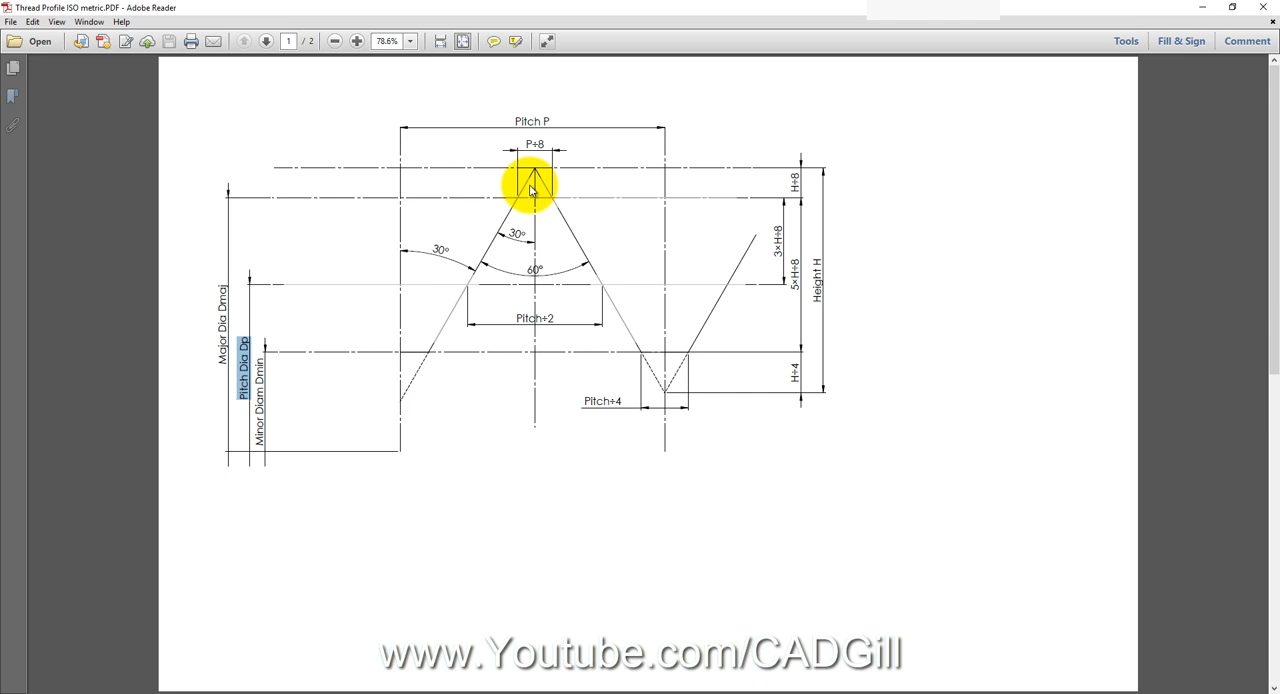 Thread Profile ISO metric.PDF - Adobe Reader
File Edit View Window Help
Open
1 / 2
78.6%
Tools Fill & Sign Comment
Pitch P
P÷8
H÷8
30°
30°
60°
3×H÷8
5×H÷8
Height H
Pitch÷2
Major Dia Dmaj
Pitch Dia Dp
Minor Diam Dmin
H÷4
Pitch÷4
www.Youtube.com/CADGill